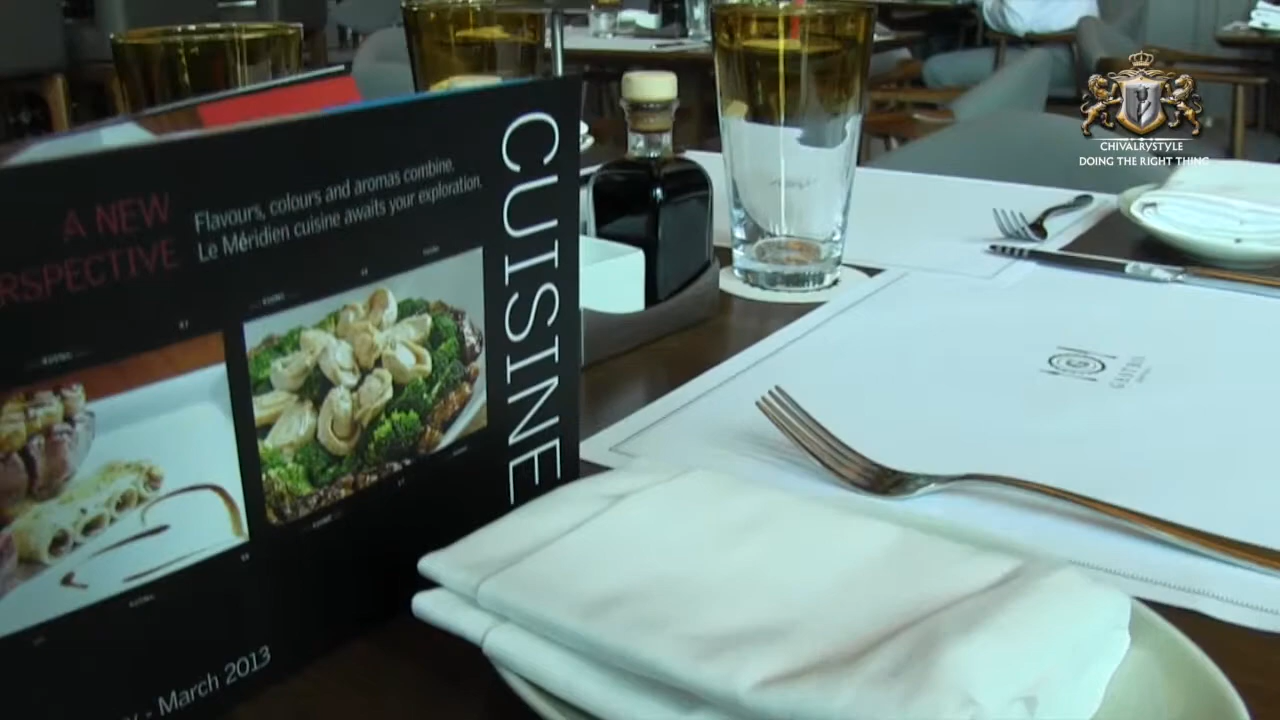 A NEW
RSPECTIVE
Flavours, colours and aromas combine,
Le Méridien cuisine awaits your exploration.
CUISINE
- March 2013
CHIVALRYSTYLE
DOING THE RIGHT THING
G
GASTRO